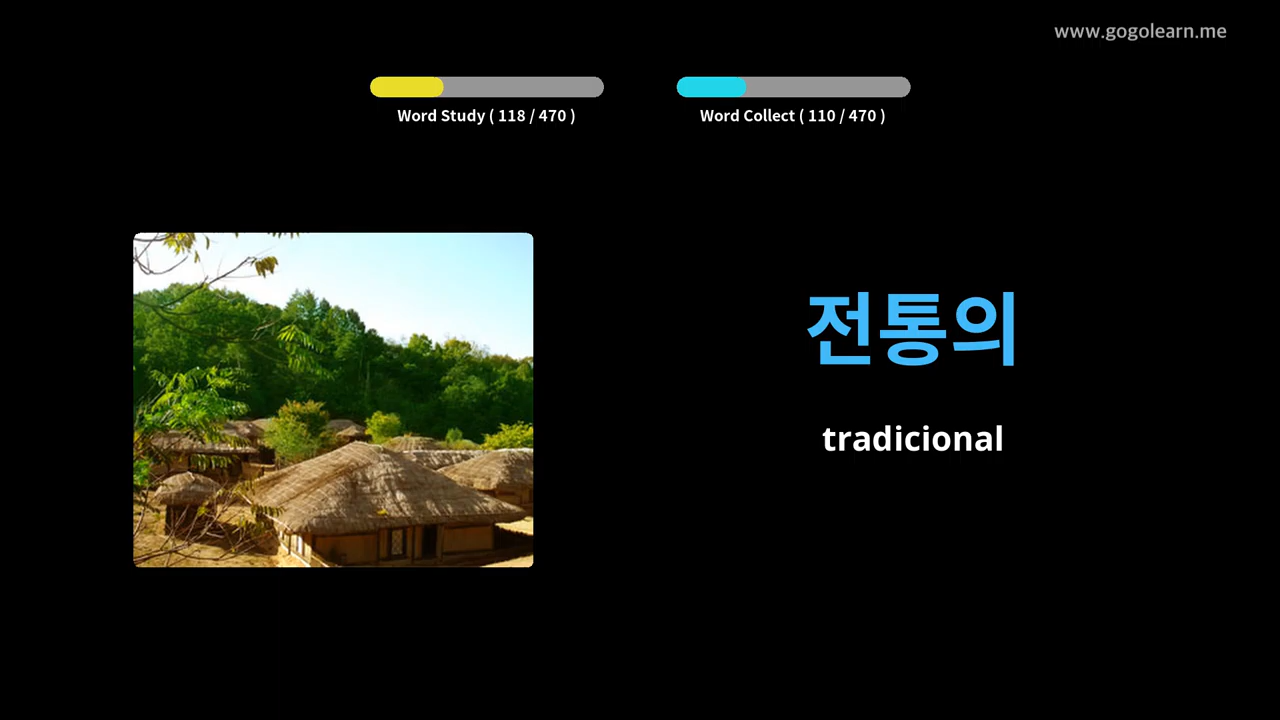 www.gogolearn.me
Word Study ( 118 / 470 )
Word Collect ( 110 / 470 )
전통의
tradicional